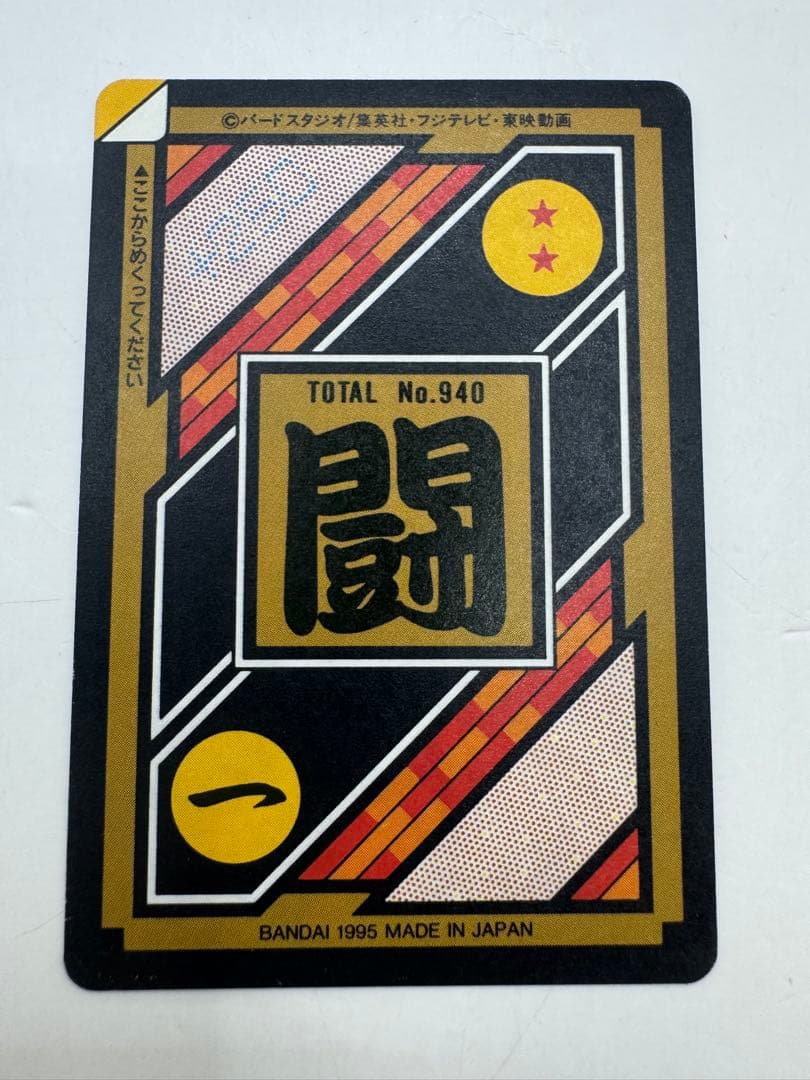 ©バードスタジオ/集英社・フジテレビ・東映動画
▲ここからめくってください
TOTAL No.940
闘
一
BANDAI 1995 MADE IN JAPAN